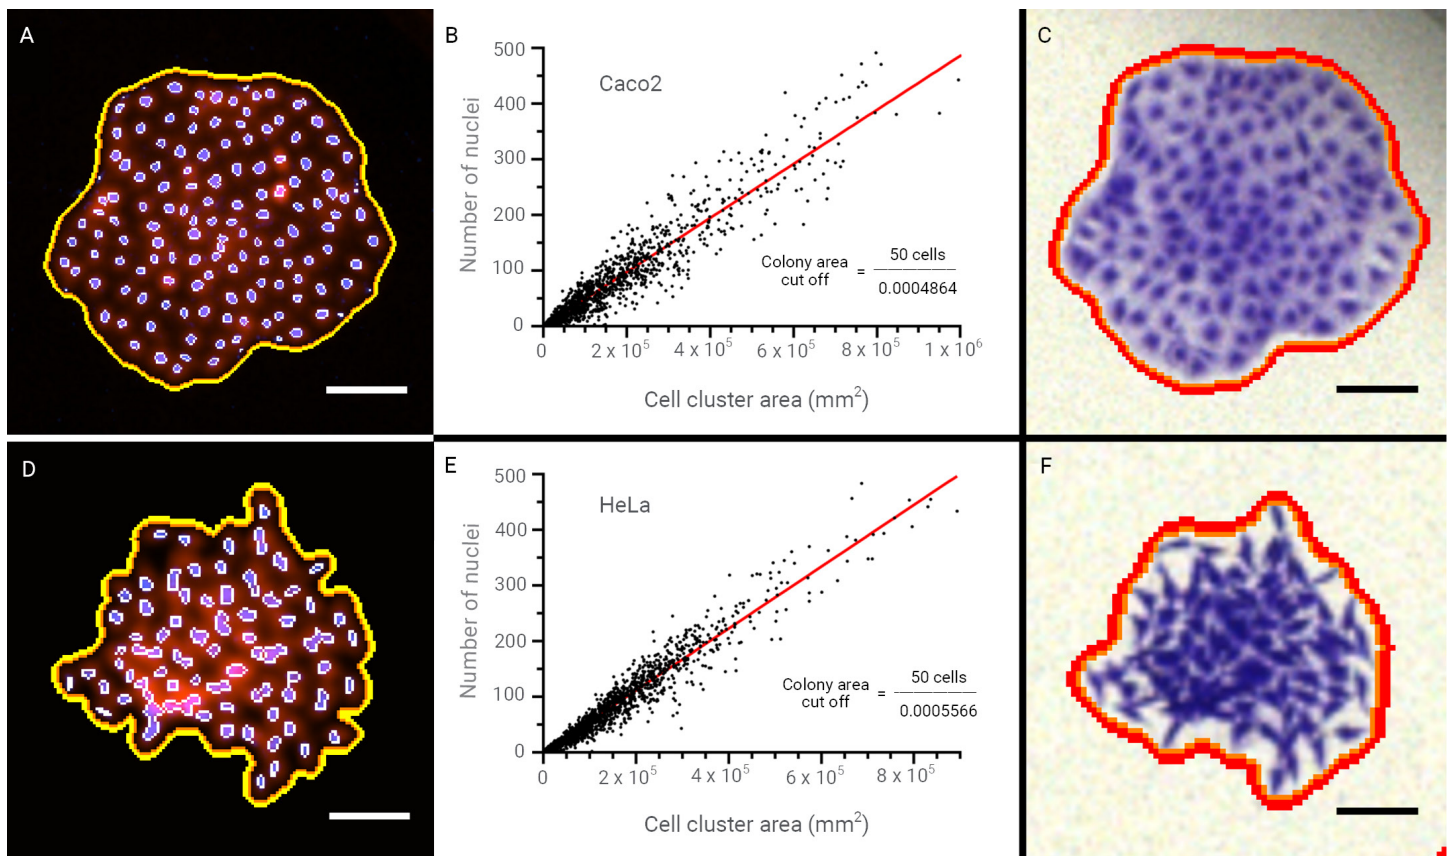 A
B
Caco2
Number of nuclei
500
400
300
200
100
0
0
2 x 10⁵
4 x 10⁵
6 x 10⁵
8 x 10⁵
1 x 10⁶
Cell cluster area (mm²)
Colony area
cut off
=
50 cells
0.0004864
C
D
E
HeLa
Number of nuclei
500
400
300
200
100
0
0
2 x 10⁵
4 x 10⁵
6 x 10⁵
8 x 10⁵
Cell cluster area (mm²)
Colony area
cut off
=
50 cells
0.0005566
F